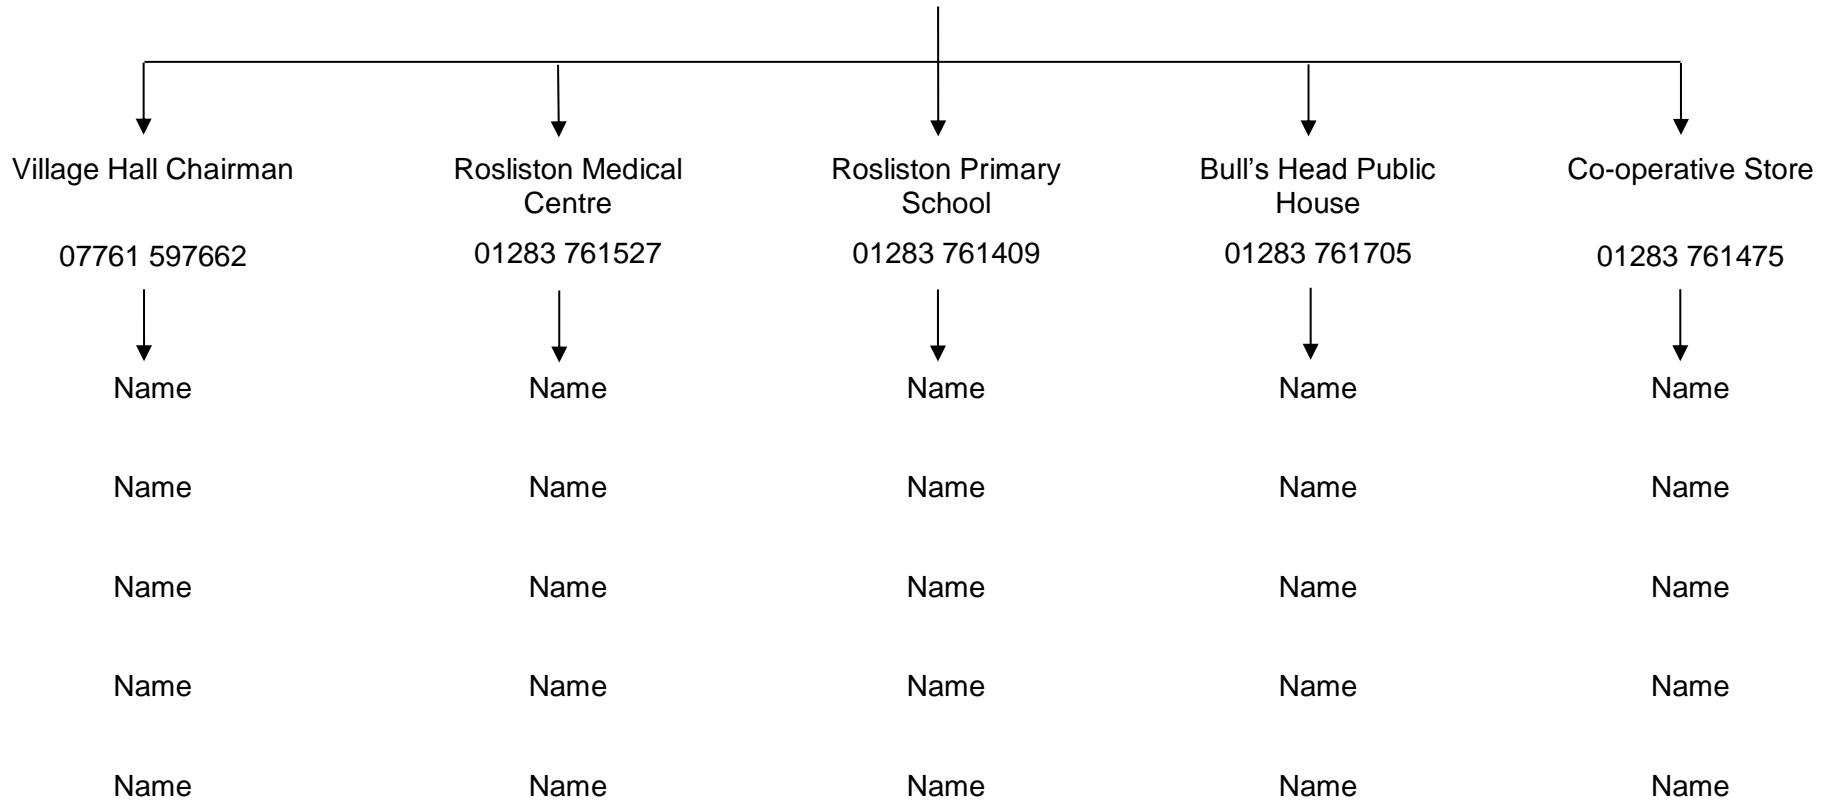 Village Hall Chairman
07761 597662
Name
Name
Name
Name
Name
Rosliston Medical
Centre
01283 761527
Name
Name
Name
Name
Name
Rosliston Primary
School
01283 761409
Name
Name
Name
Name
Name
Bull’s Head Public
House
01283 761705
Name
Name
Name
Name
Name
Co-operative Store
01283 761475
Name
Name
Name
Name
Name